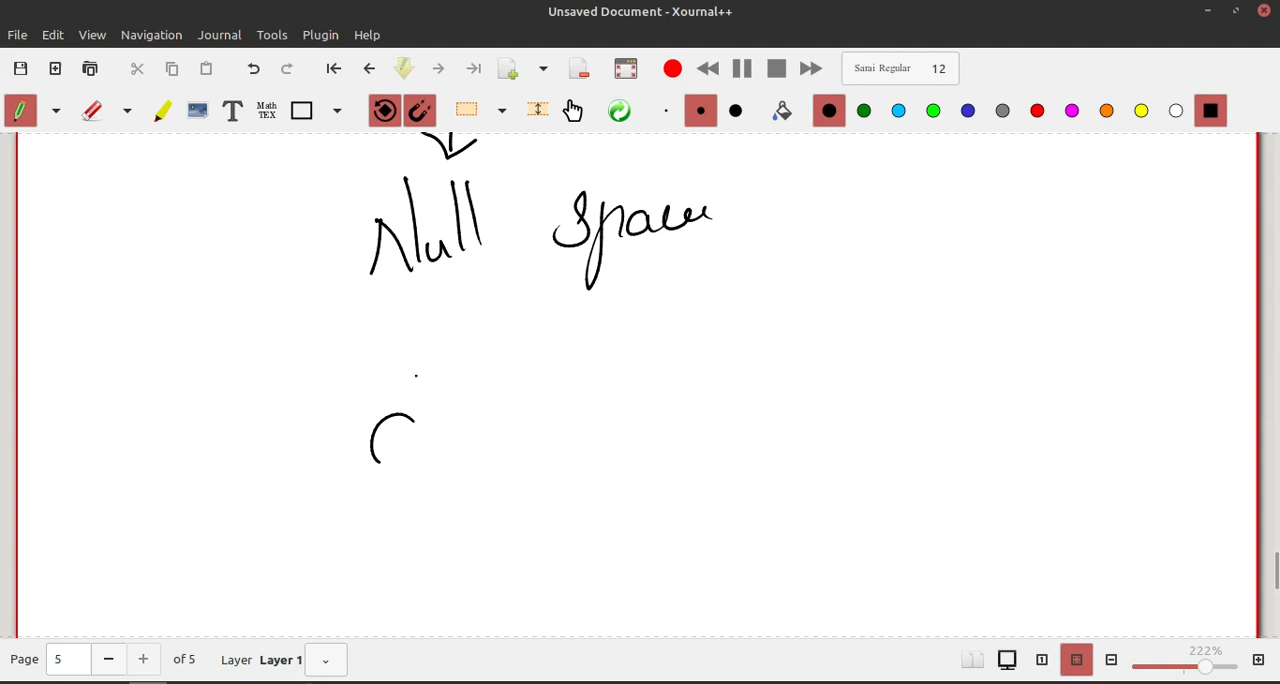 Unsaved Document - Xournal++
File Edit View Navigation Journal Tools Plugin Help
Sarai Regular 12
T Math TEX
Null Space
Page 5 of 5 Layer Layer 1 222%